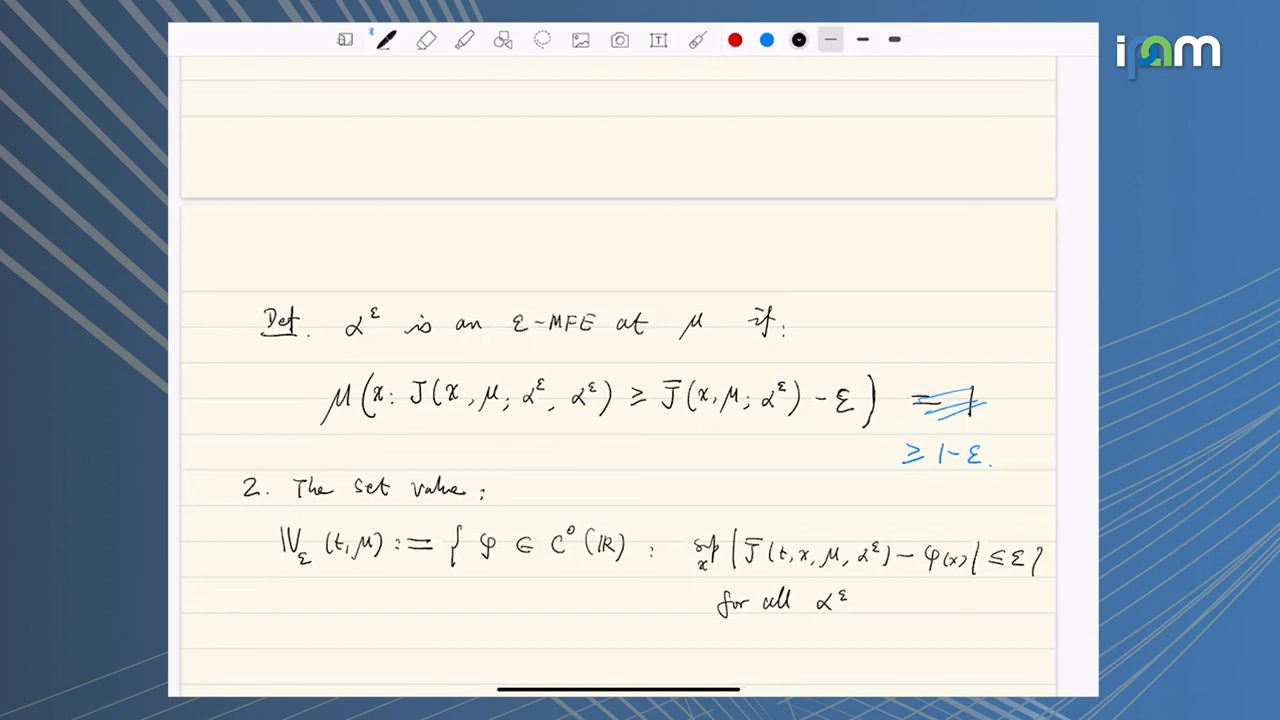 ipam
Def. α^ε is an ε-MFE at μ if:
μ(x: J(x, μ; α^ε, α^ε) ≥ J̅(x, μ; α^ε) - ε) = 1
≥ 1-ε.
2. The set value:
𝕍_ε(t,μ) := { φ ∈ C^0(ℝ) : sup_x |J̅(t, x, μ, α^ε) - φ(x)| ≤ ε}
for all α^ε